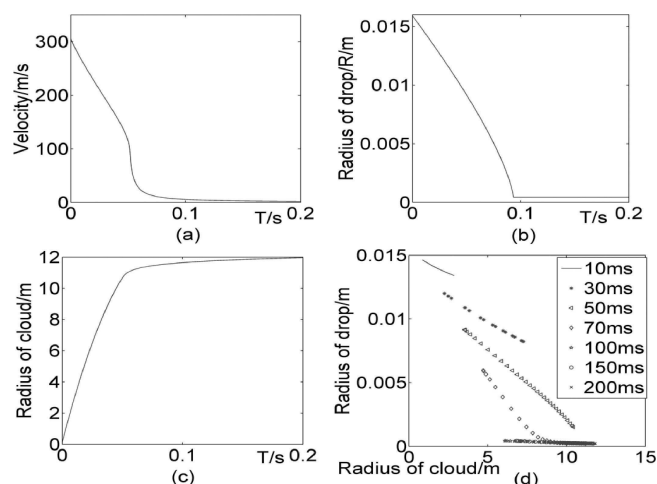 Velocity/m/s
300
200
100
0
0
0.1
T/s
0.2
(a)
Radius of drop/R/m
0.015
0.01
0.005
0
0
0.1
T/s
0.2
(b)
Radius of cloud/m
12
10
8
6
4
2
0
0
0.1
T/s
0.2
(c)
Radius of drop/m
0.015
0.01
0.005
0
0
5
10
15
Radius of cloud/m
(d)
10ms
30ms
50ms
70ms
100ms
150ms
200ms